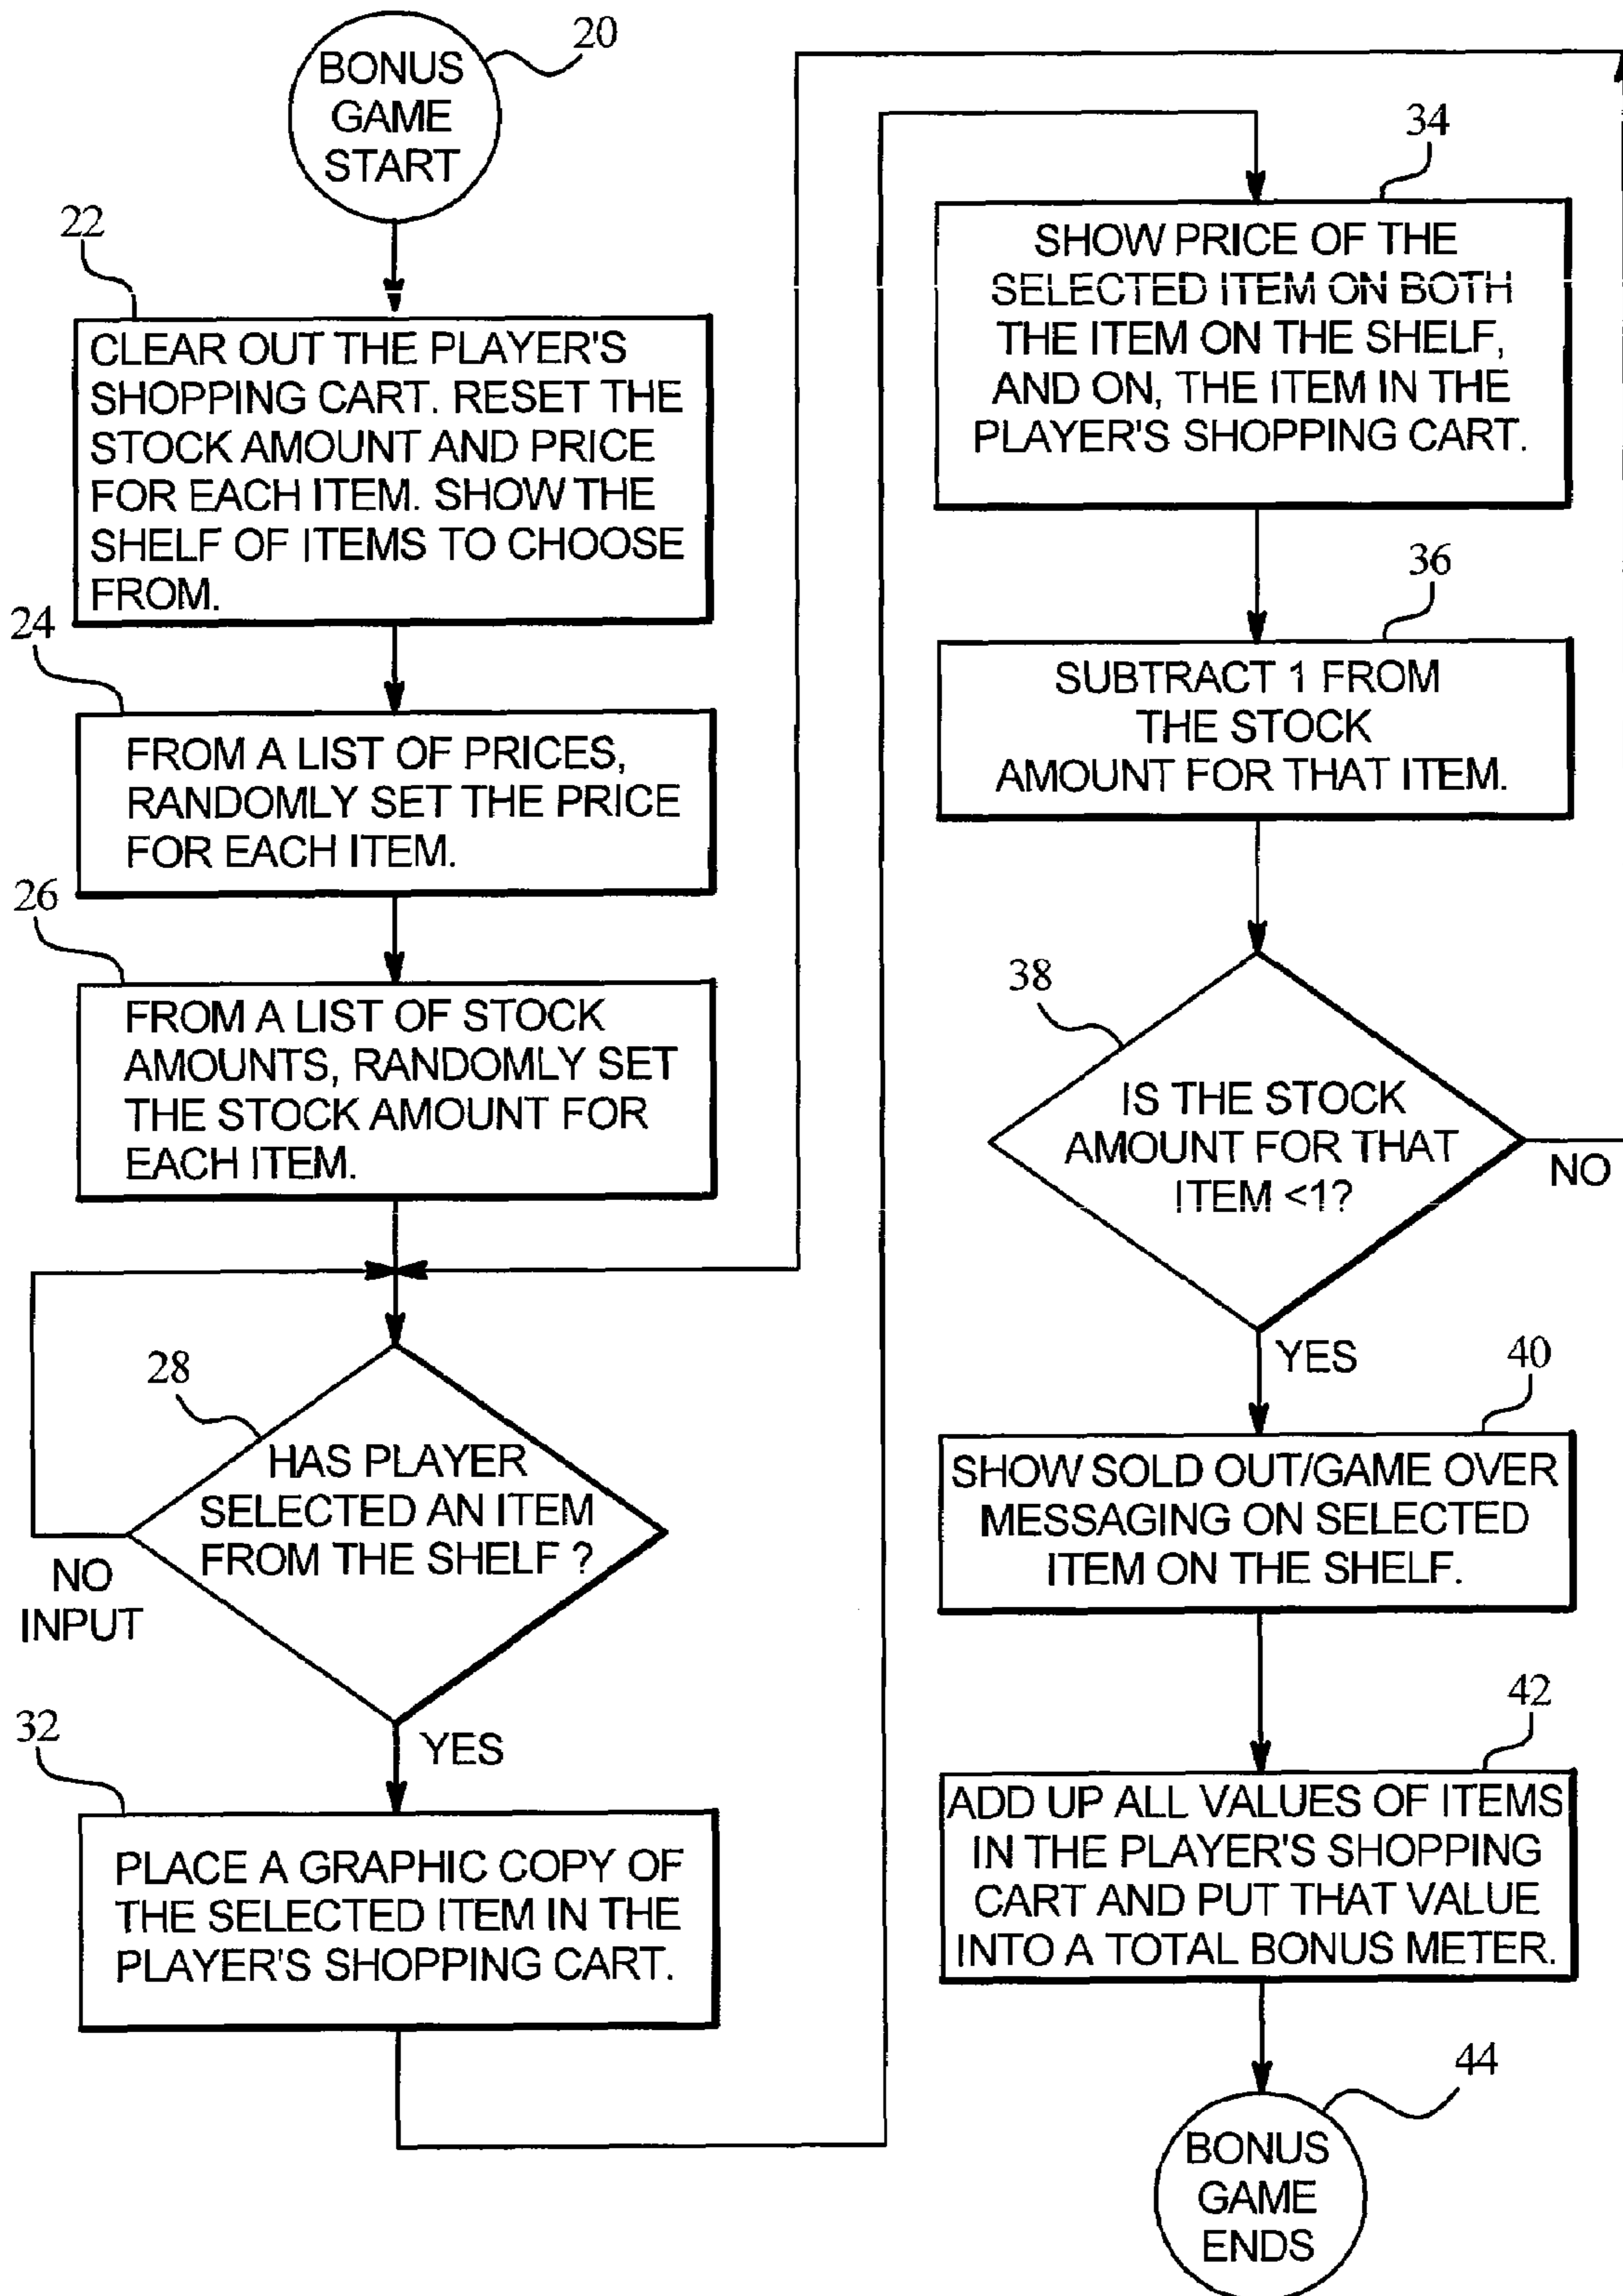 20
BONUS
GAME
START
22
CLEAR OUT THE PLAYER'S
SHOPPING CART. RESET THE
STOCK AMOUNT AND PRICE
FOR EACH ITEM. SHOW THE
SHELF OF ITEMS TO CHOOSE
FROM.
24
FROM A LIST OF PRICES,
RANDOMLY SET THE PRICE
FOR EACH ITEM.
26
FROM A LIST OF STOCK
AMOUNTS, RANDOMLY SET
THE STOCK AMOUNT FOR
EACH ITEM.
28
HAS PLAYER
SELECTED AN ITEM
FROM THE SHELF ?
NO
INPUT
YES
32
PLACE A GRAPHIC COPY OF
THE SELECTED ITEM IN THE
PLAYER'S SHOPPING CART.
34
SHOW PRICE OF THE
SELECTED ITEM ON BOTH
THE ITEM ON THE SHELF,
AND ON, THE ITEM IN THE
PLAYER'S SHOPPING CART.
36
SUBTRACT 1 FROM
THE STOCK
AMOUNT FOR THAT ITEM.
38
IS THE STOCK
AMOUNT FOR THAT
ITEM <1?
NO
YES
40
SHOW SOLD OUT/GAME OVER
MESSAGING ON SELECTED
ITEM ON THE SHELF.
42
ADD UP ALL VALUES OF ITEMS
IN THE PLAYER'S SHOPPING
CART AND PUT THAT VALUE
INTO A TOTAL BONUS METER.
44
BONUS
GAME
ENDS